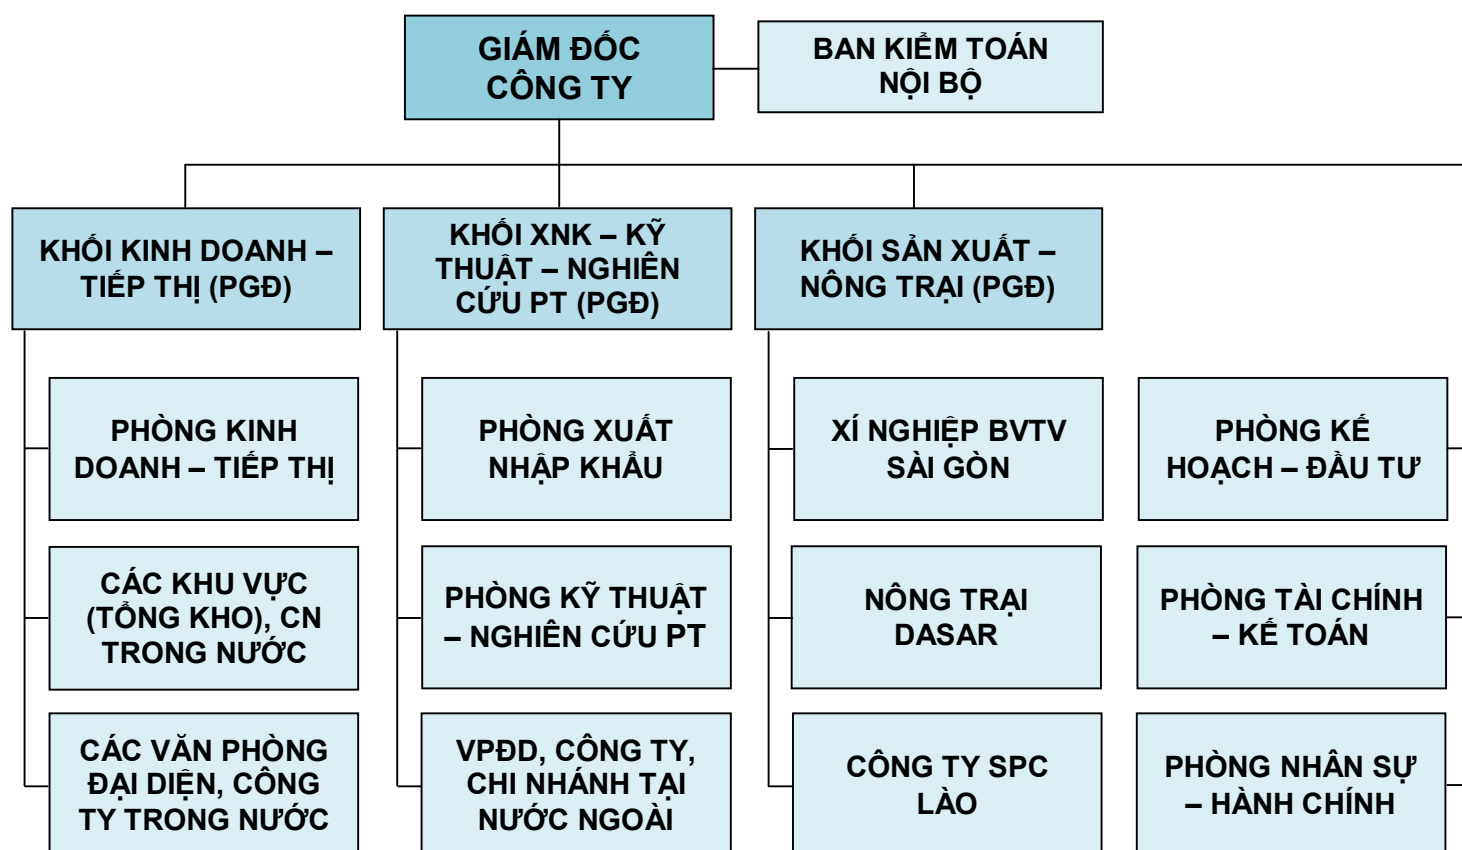 GIÁM ĐỐC
CÔNG TY
BAN KIỂM TOÁN
NỘI BỘ
KHỐI KINH DOANH –
TIẾP THỊ (PGĐ)
KHỐI XNK – KỸ
THUẬT – NGHIÊN
CỨU PT (PGĐ)
KHỐI SẢN XUẤT –
NÔNG TRẠI (PGĐ)
PHÒNG KINH
DOANH – TIẾP THỊ
PHÒNG XUẤT
NHẬP KHẨU
XÍ NGHIỆP BVTV
SÀI GÒN
PHÒNG KẾ
HOẠCH – ĐẦU TƯ
CÁC KHU VỰC
(TỔNG KHO), CN
TRONG NƯỚC
PHÒNG KỸ THUẬT
– NGHIÊN CỨU PT
NÔNG TRẠI
DASAR
PHÒNG TÀI CHÍNH
– KẾ TOÁN
CÁC VĂN PHÒNG
ĐẠI DIỆN, CÔNG
TY TRONG NƯỚC
VPĐD, CÔNG TY,
CHI NHÁNH TẠI
NƯỚC NGOÀI
CÔNG TY SPC
LÀO
PHÒNG NHÂN SỰ
– HÀNH CHÍNH